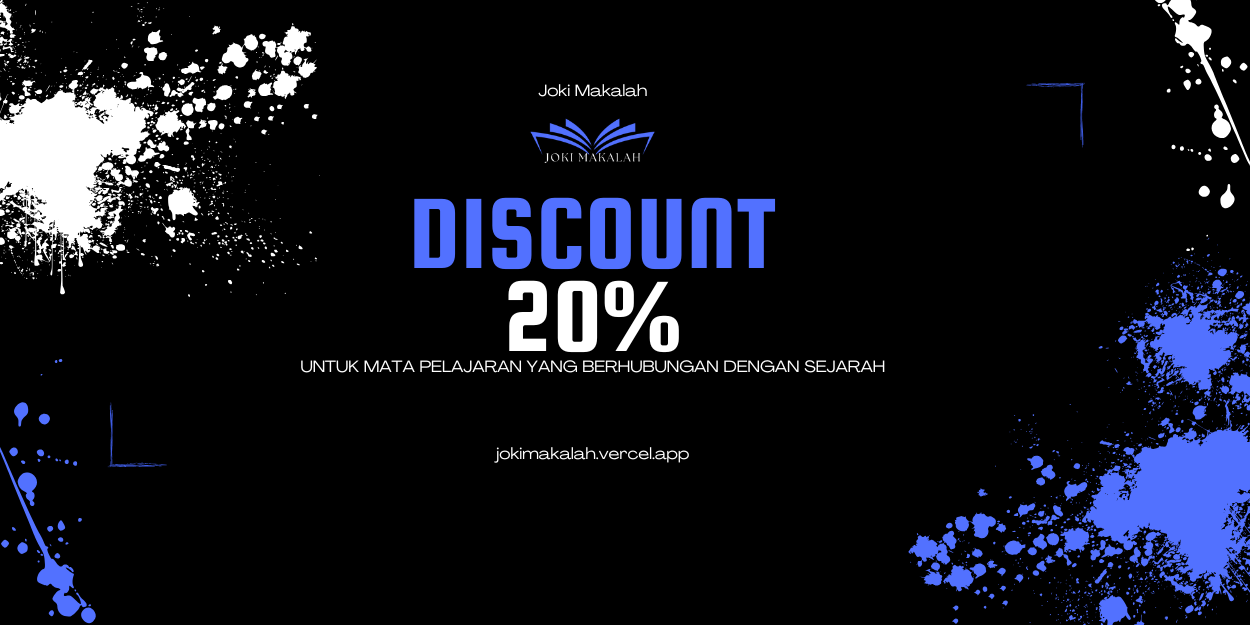 Joki Makalah
JOKI MAKALAH
DISCOUNT
20%
UNTUK MATA PELAJARAN YANG BERHUBUNGAN DENGAN SEJARAH
jokimakalah.vercel.app